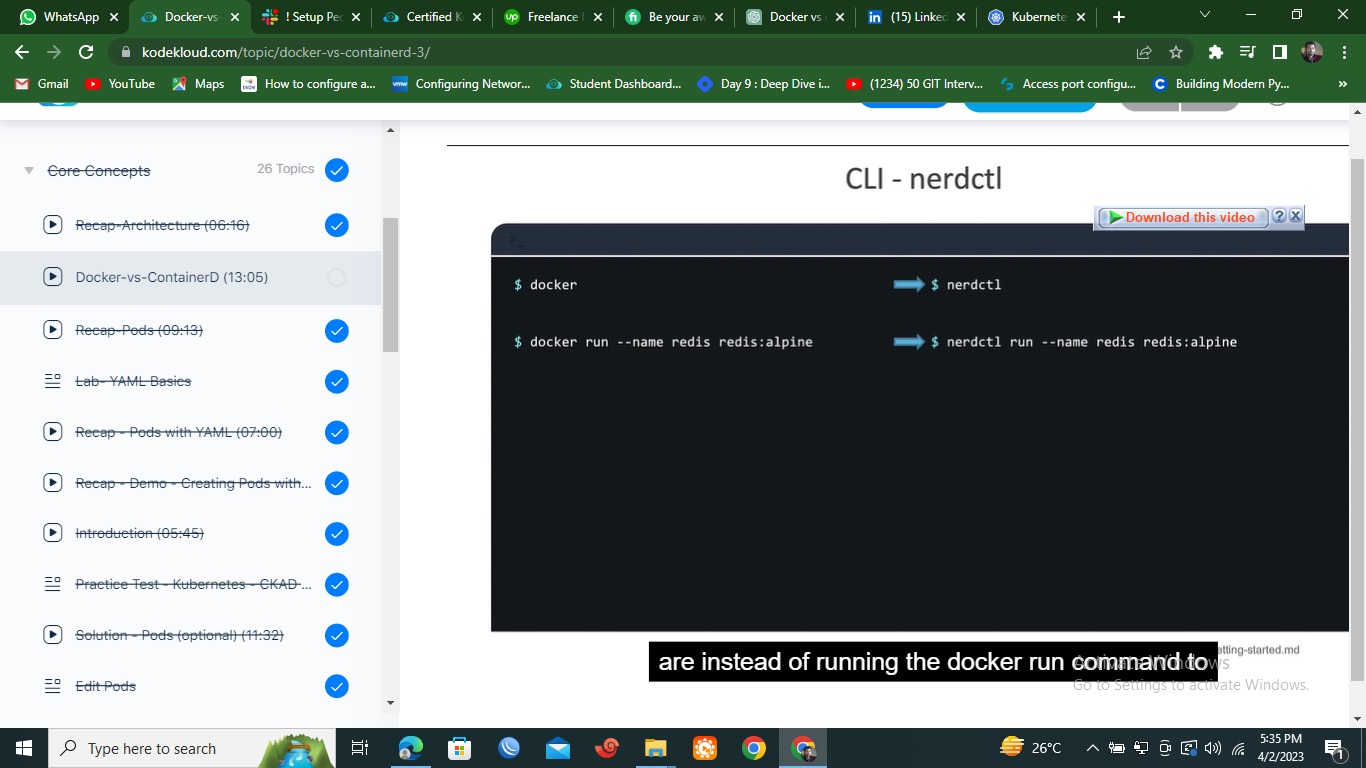 WhatsApp
Docker-vs-
! Setup Pec
Certified K
Freelance
Be your aw
Docker vs
(15) Linked
Kubernete
kodekloud.com/topic/docker-vs-containerd-3/
Gmail
YouTube
Maps
How to configure a...
Configuring Networ...
Student Dashboard...
Day 9 : Deep Dive i...
(1234) 50 GIT Interv...
Access port configu...
Building Modern Py...
»
Core Concepts
26 Topics
Recap-Architecture (06:16)
Docker-vs-ContainerD (13:05)
Recap-Pods (09:13)
Lab- YAML Basics
Recap - Pods with YAML (07:00)
Recap - Demo - Creating Pods with...
Introduction (05:45)
Practice Test - Kubernetes - CKAD ...
Solution - Pods (optional) (11:32)
Edit Pods
CLI - nerdctl
Download this video
? X
>_
$ docker
$ nerdctl
$ docker run --name redis redis:alpine
$ nerdctl run --name redis redis:alpine
etting-started.md
are instead of running the docker run command to
Activate Windows
Go to Settings to activate Windows.
Type here to search
26°C
5:35 PM
4/2/2023
1